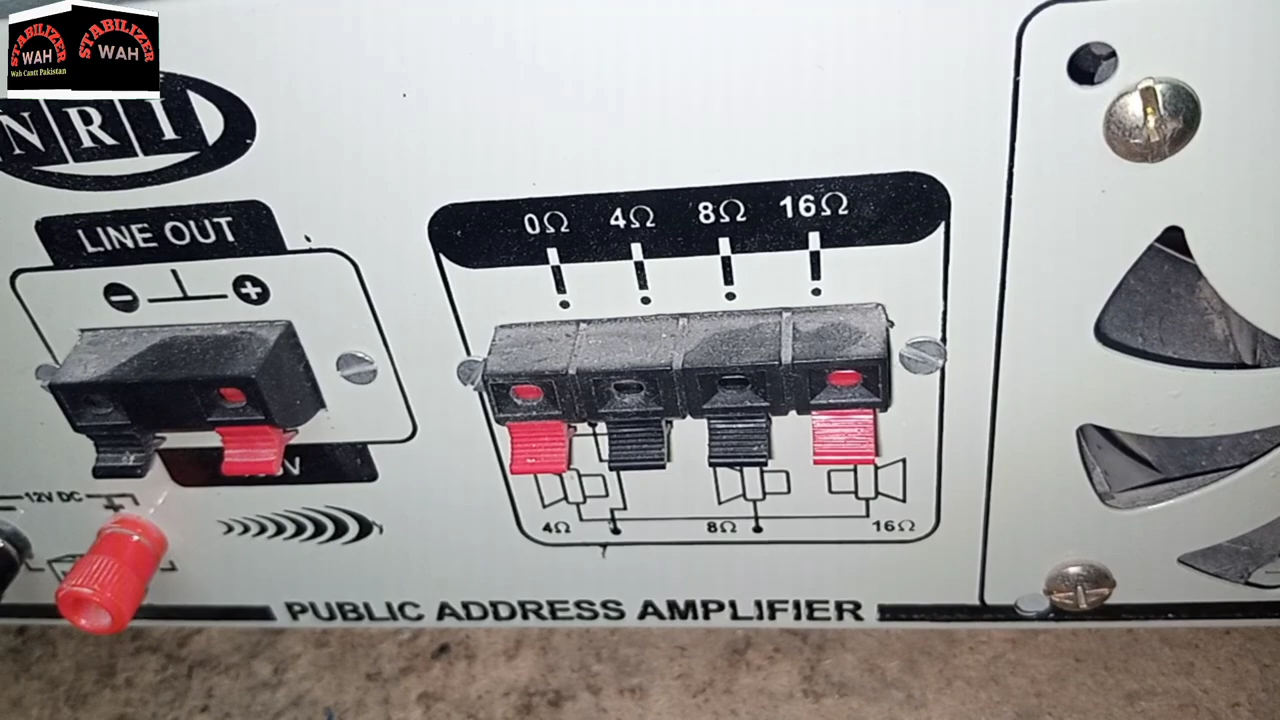 STABILIZER
WAH
Wah Cantt Pakistan
STABILIZER
WAH
NRI
LINE OUT
0Ω 4Ω 8Ω 16Ω
12V DC
4Ω 8Ω 16Ω
PUBLIC ADDRESS AMPLIFIER